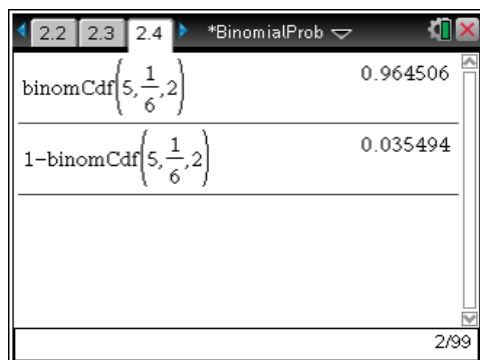 2.2 2.3 2.4 *BinomialProb
binomCdf(5,1/6,2) 0.964506
1-binomCdf(5,1/6,2) 0.035494
2/99